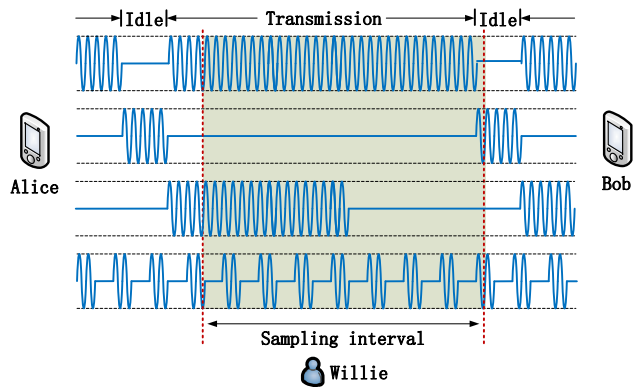 Idle Transmission Idle
Alice
Bob
Sampling interval
Willie